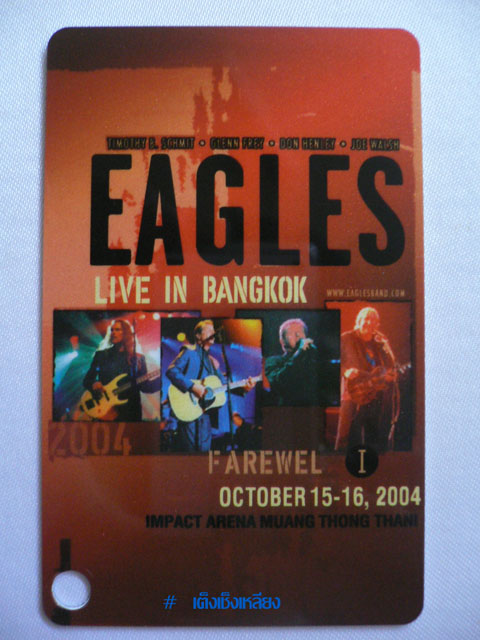 TIMOTHY B. SCHMIT • GLENN FREY • DON HENLEY • JOE WALSH
EAGLES
LIVE IN BANGKOK
WWW.EAGLESBAND.COM
2004
FAREWEL I
OCTOBER 15-16, 2004
IMPACT ARENA MUANG THONG THANI
# เต็งเช็งเหลียง